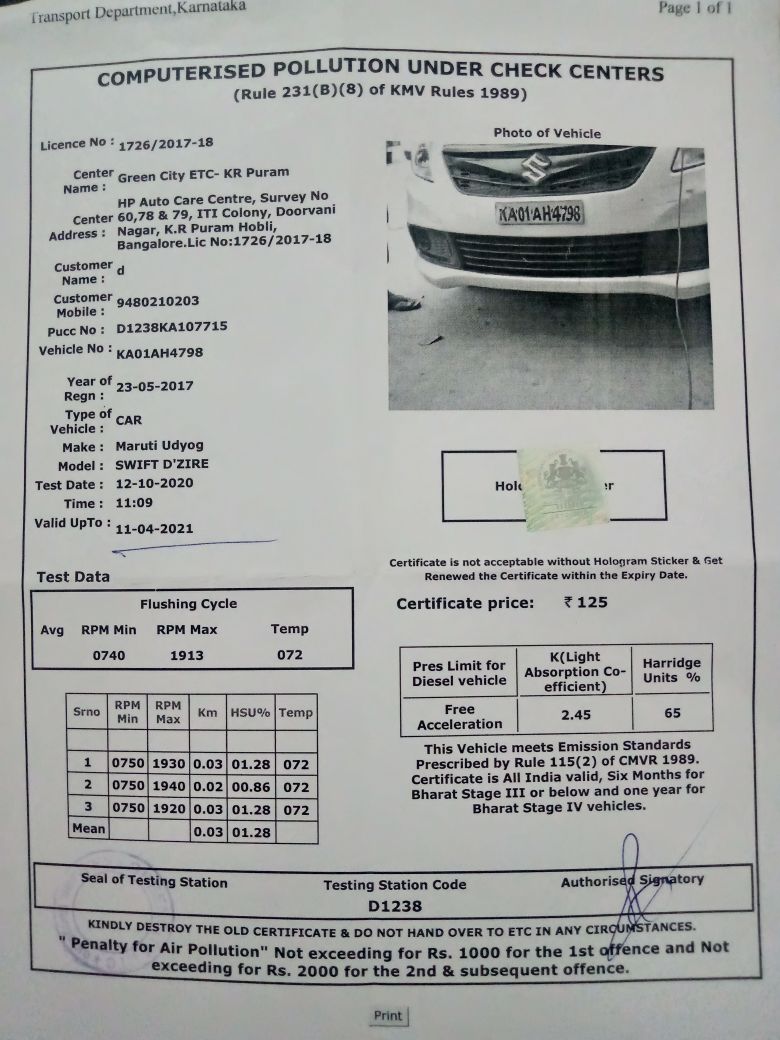 Transport Department,Karnataka
Page 1 of 1
COMPUTERISED POLLUTION UNDER CHECK CENTERS
(Rule 231(B)(8) of KMV Rules 1989)
Licence No : 1726/2017-18
Center Name : Green City ETC- KR Puram
Center Address : HP Auto Care Centre, Survey No
60,78 & 79, ITI Colony, Doorvani
Nagar, K.R Puram Hobli,
Bangalore.Lic No:1726/2017-18
Customer Name : d
Customer Mobile : 9480210203
Pucc No : D1238KA107715
Vehicle No : KA01AH4798
Year of Regn : 23-05-2017
Type of Vehicle : CAR
Make : Maruti Udyog
Model : SWIFT D'ZIRE
Test Date : 12-10-2020
Time : 11:09
Valid UpTo : 11-04-2021
Photo of Vehicle
KA01AH4798
Certificate is not acceptable without Hologram Sticker & Get
Renewed the Certificate within the Expiry Date.
Certificate price: ₹ 125
Test Data
Flushing Cycle
Avg RPM Min RPM Max Temp
0740 1913 072
Srno RPM Min RPM Max Km HSU% Temp
1 0750 1930 0.03 01.28 072
2 0750 1940 0.02 00.86 072
3 0750 1920 0.03 01.28 072
Mean 0.03 01.28
Pres Limit for Diesel vehicle K(Light Absorption Co-efficient) Harridge Units %
Free Acceleration 2.45 65
This Vehicle meets Emission Standards
Prescribed by Rule 115(2) of CMVR 1989.
Certificate is All India valid, Six Months for
Bharat Stage III or below and one year for
Bharat Stage IV vehicles.
Seal of Testing Station
Testing Station Code
D1238
Authorised Signatory
KINDLY DESTROY THE OLD CERTIFICATE & DO NOT HAND OVER TO ETC IN ANY CIRCUMSTANCES.
" Penalty for Air Pollution" Not exceeding for Rs. 1000 for the 1st offence and Not
exceeding for Rs. 2000 for the 2nd & subsequent offence.
Print